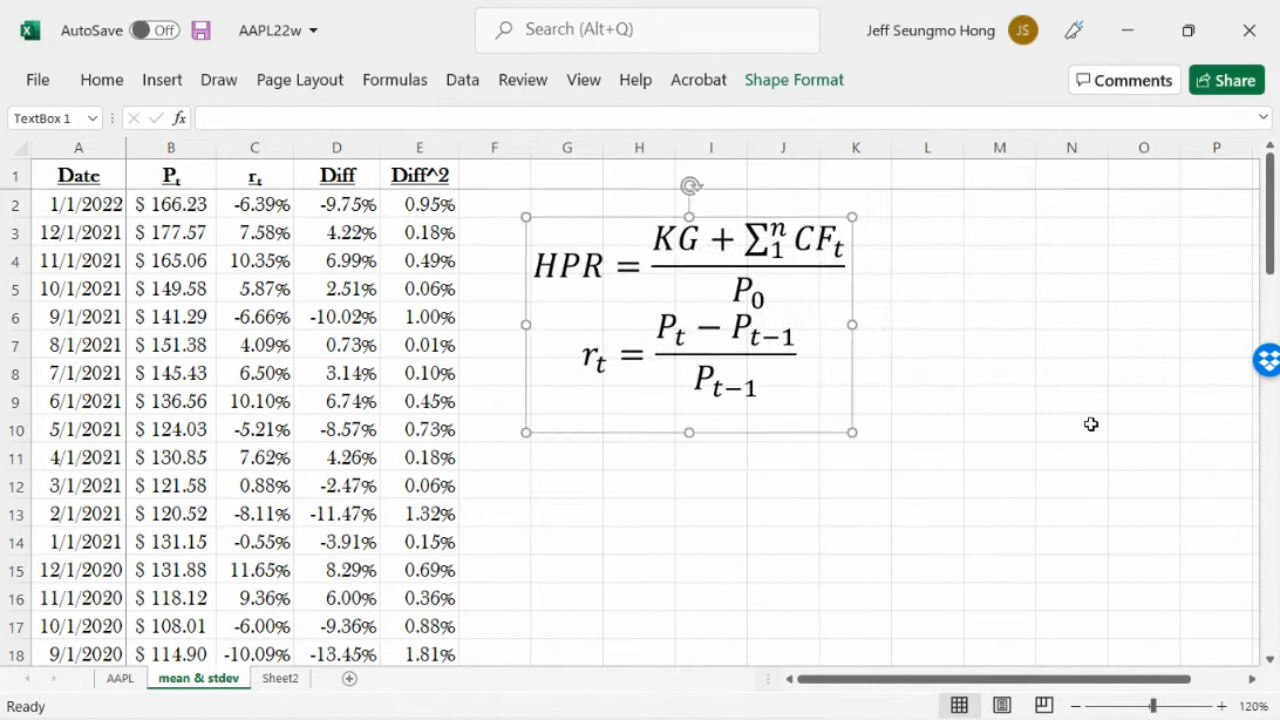 AutoSave Off AAPL22w Search (Alt+Q) Jeff Seungmo Hong JS
File Home Insert Draw Page Layout Formulas Data Review View Help Acrobat Shape Format Comments Share
TextBox 1 fx
A B C D E F G H I J K L M N O P
1 Date Pt rt Diff Diff^2
2 1/1/2022 $ 166.23 -6.39% -9.75% 0.95%
3 12/1/2021 $ 177.57 7.58% 4.22% 0.18%
4 11/1/2021 $ 165.06 10.35% 6.99% 0.49%
5 10/1/2021 $ 149.58 5.87% 2.51% 0.06%
6 9/1/2021 $ 141.29 -6.66% -10.02% 1.00%
7 8/1/2021 $ 151.38 4.09% 0.73% 0.01%
8 7/1/2021 $ 145.43 6.50% 3.14% 0.10%
9 6/1/2021 $ 136.56 10.10% 6.74% 0.45%
10 5/1/2021 $ 124.03 -5.21% -8.57% 0.73%
11 4/1/2021 $ 130.85 7.62% 4.26% 0.18%
12 3/1/2021 $ 121.58 0.88% -2.47% 0.06%
13 2/1/2021 $ 120.52 -8.11% -11.47% 1.32%
14 1/1/2021 $ 131.15 -0.55% -3.91% 0.15%
15 12/1/2020 $ 131.88 11.65% 8.29% 0.69%
16 11/1/2020 $ 118.12 9.36% 6.00% 0.36%
17 10/1/2020 $ 108.01 -6.00% -9.36% 0.88%
18 9/1/2020 $ 114.90 -10.09% -13.45% 1.81%
HPR = (KG + ∑₁ⁿ CFₜ) / P₀
rₜ = (Pₜ − Pₜ₋₁) / Pₜ₋₁
AAPL mean & stdev Sheet2
Ready 120%